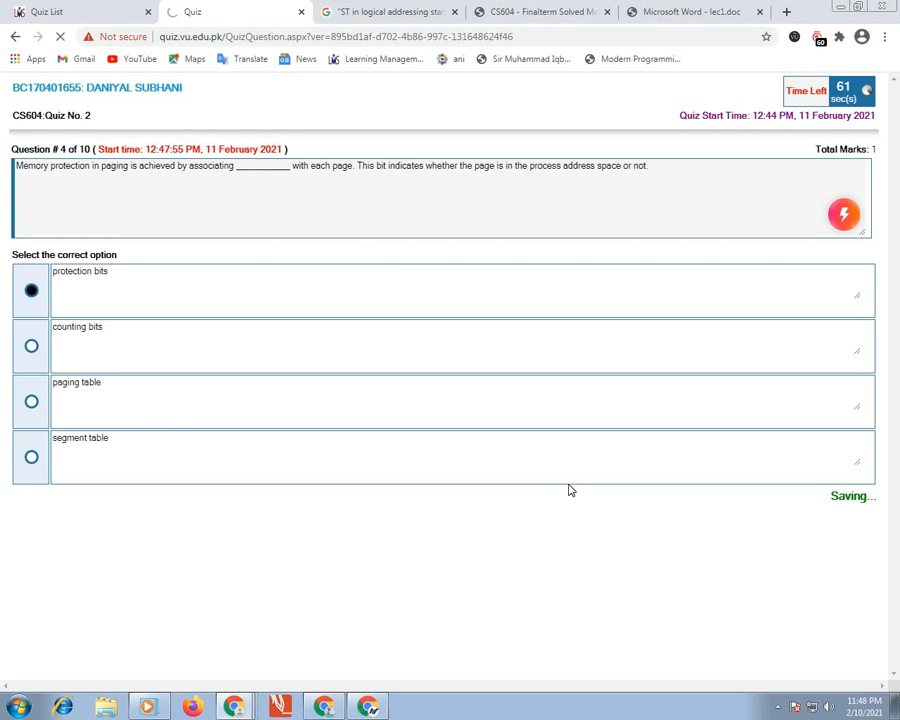 Quiz List
Quiz
"ST in logical addressing sta
CS604 - Finalterm Solved M
Microsoft Word - lec1.doc
Not secure
quiz.vu.edu.pk/QuizQuestion.aspx?ver=895bd1af-d702-4b86-997c-131648624f46
60
Apps
Gmail
YouTube
Maps
Translate
News
Learning Managem...
ani
Sir Muhammad Iqb...
Modern Programmi...
BC170401655: DANIYAL SUBHANI
Time Left
61
sec(s)
CS604:Quiz No. 2
Quiz Start Time: 12:44 PM, 11 February 2021
Question # 4 of 10 ( Start time: 12:47:55 PM, 11 February 2021 )
Total Marks: 1
Memory protection in paging is achieved by associating ___________ with each page. This bit indicates whether the page is in the process address space or not.
Select the correct option
protection bits
counting bits
paging table
segment table
Saving...
11:48 PM
2/10/2021